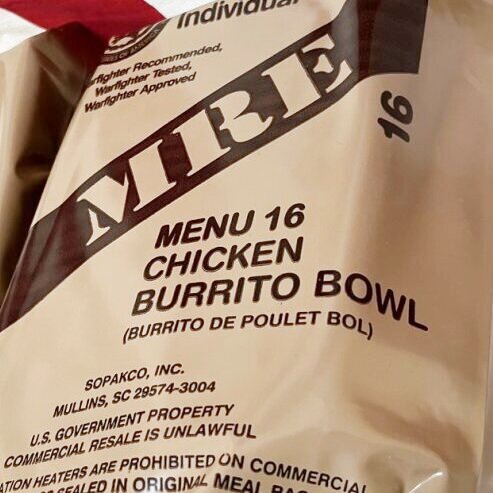 Individual
Warfighter Recommended,
Warfighter Tested,
Warfighter Approved
MRE
16
MENU 16
CHICKEN
BURRITO BOWL
(BURRITO DE POULET BOL)
SOPAKCO, INC.
MULLINS, SC 29574-3004
U.S. GOVERNMENT PROPERTY
COMMERCIAL RESALE IS UNLAWFUL
ATION HEATERS ARE PROHIBITED ON COMMERCIAL
SEALED IN ORIGINAL MEAL BAG